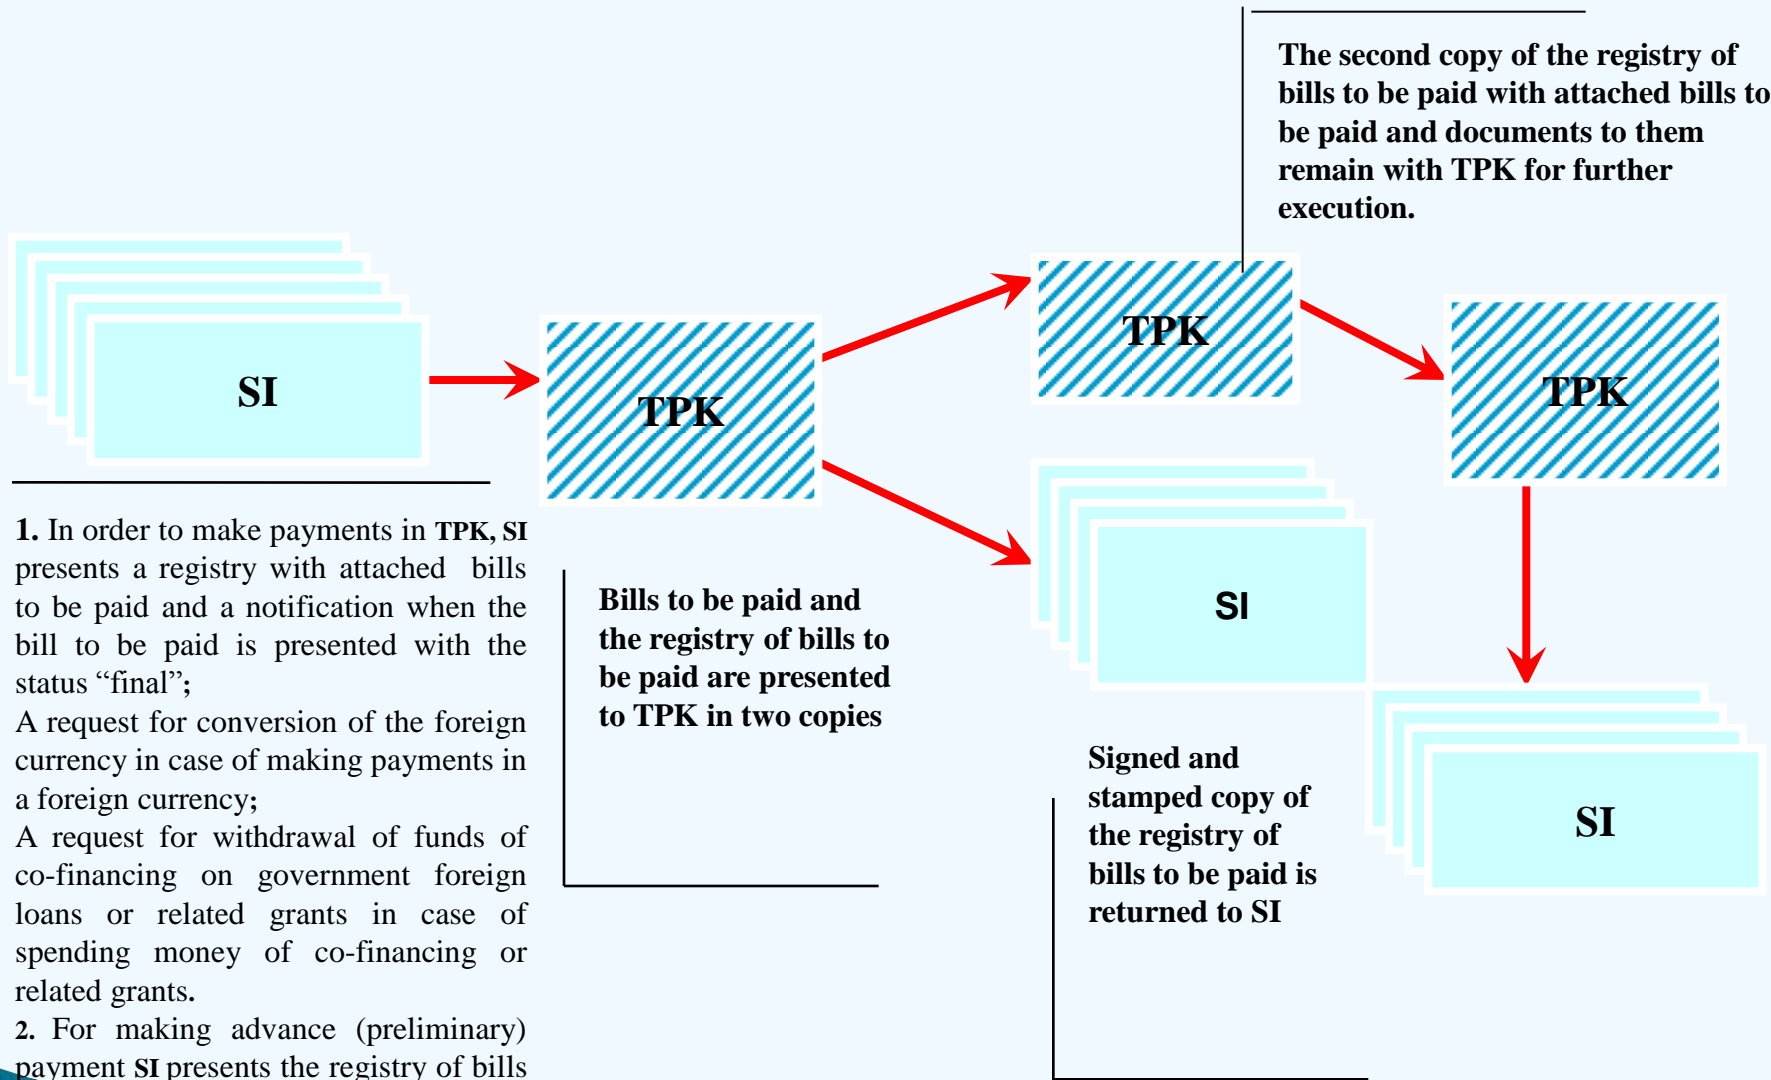 The second copy of the registry of
bills to be paid with attached bills to
be paid and documents to them
remain with TPK for further
execution.
SI
TPK
TPK
TPK
SI
SI
1. In order to make payments in TPK, SI
presents a registry with attached bills
to be paid and a notification when the
bill to be paid is presented with the
status “final”;
A request for conversion of the foreign
currency in case of making payments in
a foreign currency;
A request for withdrawal of funds of
co-financing on government foreign
loans or related grants in case of
spending money of co-financing or
related grants.
2. For making advance (preliminary)
payment SI presents the registry of bills
Bills to be paid and
the registry of bills to
be paid are presented
to TPK in two copies
Signed and
stamped copy of
the registry of
bills to be paid is
returned to SI